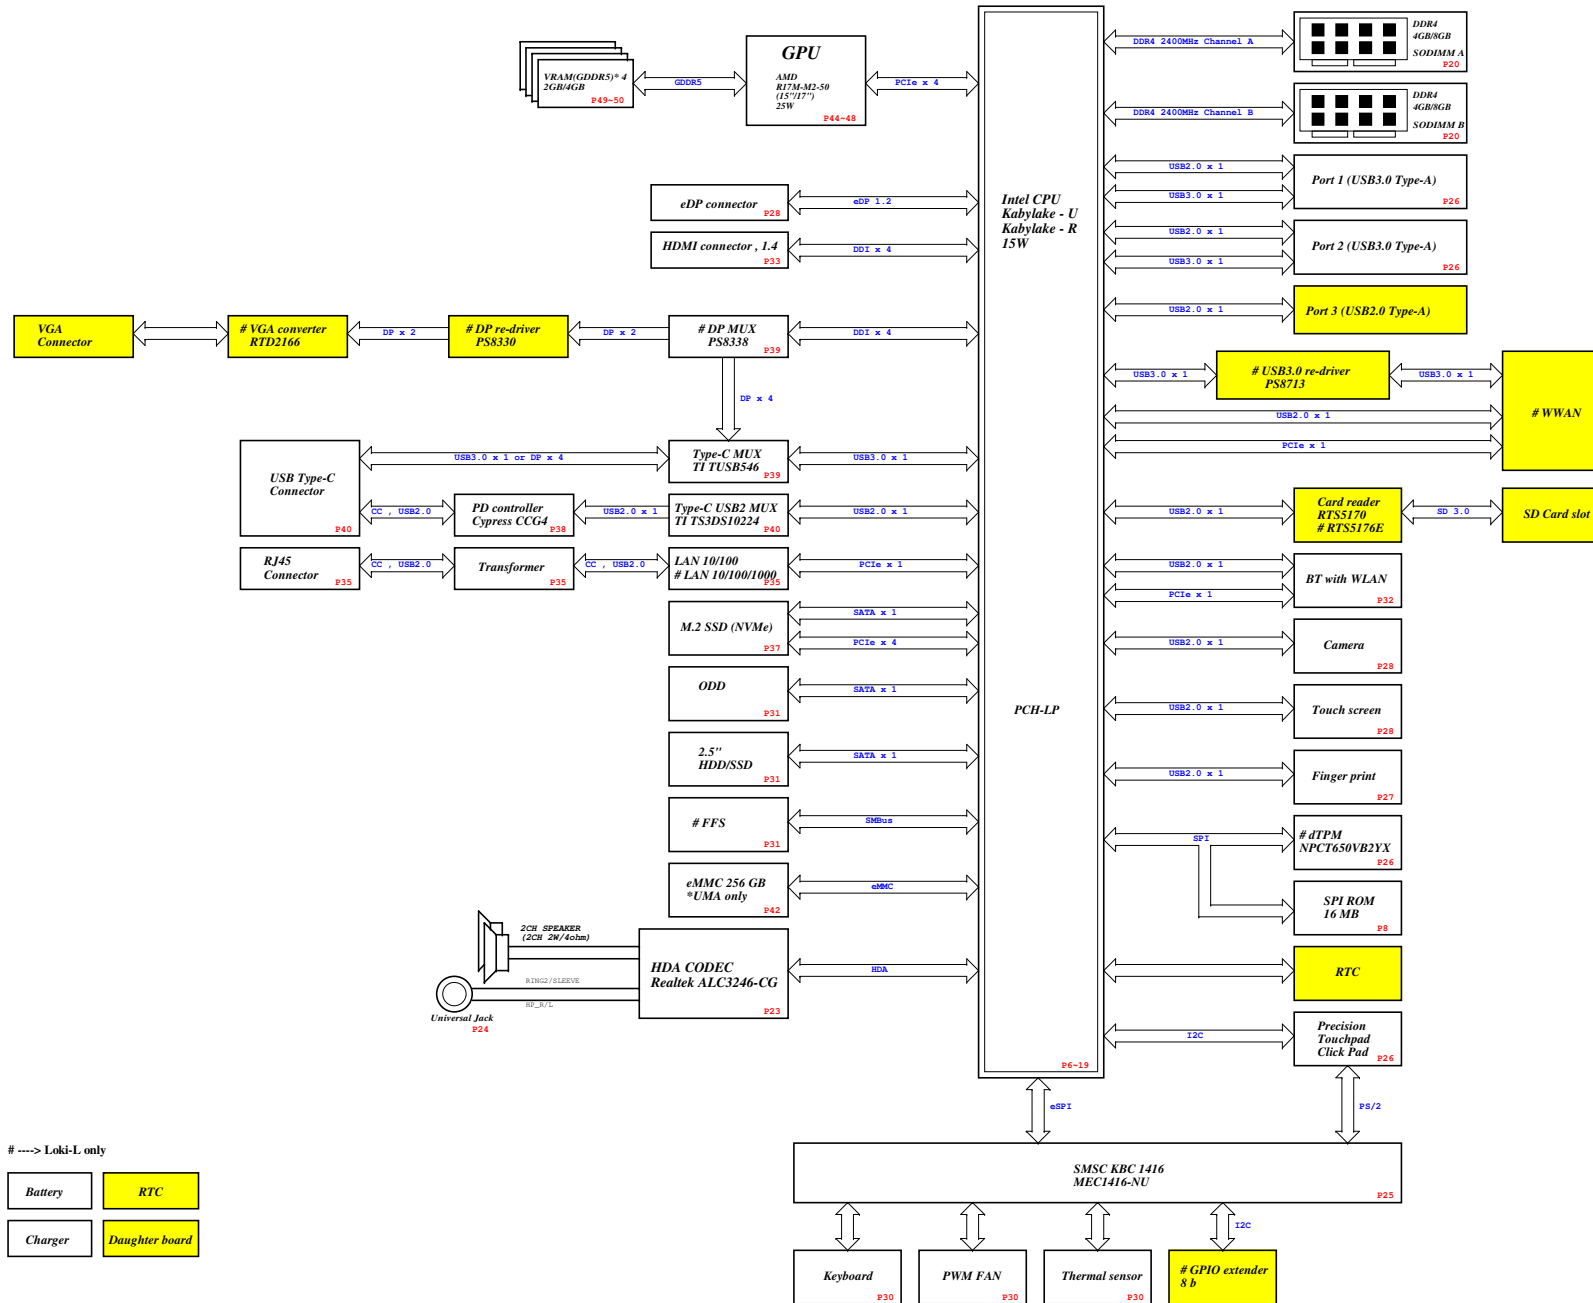 GPU
AMD
R17M-M2-50
(15"/17")
25W
P44~48
VRAM(GDDR5)* 4
2GB/4GB
P49~50
GDDR5
PCIe x 4
eDP connector
P28
eDP 1.2
HDMI connector , 1.4
P33
DDI x 4
VGA
Connector
# VGA converter
RTD2166
DP x 2
# DP re-driver
PS8330
DP x 2
# DP MUX
PS8338
P39
DDI x 4
DP x 4
USB Type-C
Connector
P40
USB3.0 x 1 or DP x 4
Type-C MUX
TI TUSB546
P39
USB3.0 x 1
CC , USB2.0
PD controller
Cypress CCG4
P38
USB2.0 x 1
Type-C USB2 MUX
TI TS3DS10224
P40
USB2.0 x 1
RJ45
Connector
P35
CC , USB2.0
Transformer
P35
CC , USB2.0
LAN 10/100
# LAN 10/100/1000
P35
PCIe x 1
M.2 SSD (NVMe)
P37
SATA x 1
PCIe x 4
ODD
P31
SATA x 1
2.5"
HDD/SSD
P31
SATA x 1
# FFS
P31
SMBus
eMMC 256 GB
*UMA only
P42
eMMC
2CH SPEAKER
(2CH 2W/4ohm)
RING2/SLEEVE
HP_R/L
Universal Jack
P24
HDA CODEC
Realtek ALC3246-CG
P23
HDA
Intel CPU
Kabylake - U
Kabylake - R
15W
PCH-LP
P6~19
DDR4 2400MHz Channel A
DDR4
4GB/8GB
SODIMM A
P20
DDR4 2400MHz Channel B
DDR4
4GB/8GB
SODIMM B
P20
USB2.0 x 1
USB3.0 x 1
Port 1 (USB3.0 Type-A)
P26
USB2.0 x 1
USB3.0 x 1
Port 2 (USB3.0 Type-A)
P26
USB2.0 x 1
Port 3 (USB2.0 Type-A)
USB3.0 x 1
# USB3.0 re-driver
PS8713
USB3.0 x 1
USB2.0 x 1
PCIe x 1
# WWAN
USB2.0 x 1
Card reader
RTS5170
# RTS5176E
SD 3.0
SD Card slot
USB2.0 x 1
PCIe x 1
BT with WLAN
P32
USB2.0 x 1
Camera
P28
USB2.0 x 1
Touch screen
P28
USB2.0 x 1
Finger print
P27
SPI
# dTPM
NPCT650VB2YX
P26
SPI ROM
16 MB
P8
RTC
I2C
Precision
Touchpad
Click Pad
P26
eSPI
PS/2
SMSC KBC 1416
MEC1416-NU
P25
I2C
Keyboard
P30
PWM FAN
P30
Thermal sensor
P30
# GPIO extender
8 b
# ----> Loki-L only
Battery
RTC
Charger
Daughter board